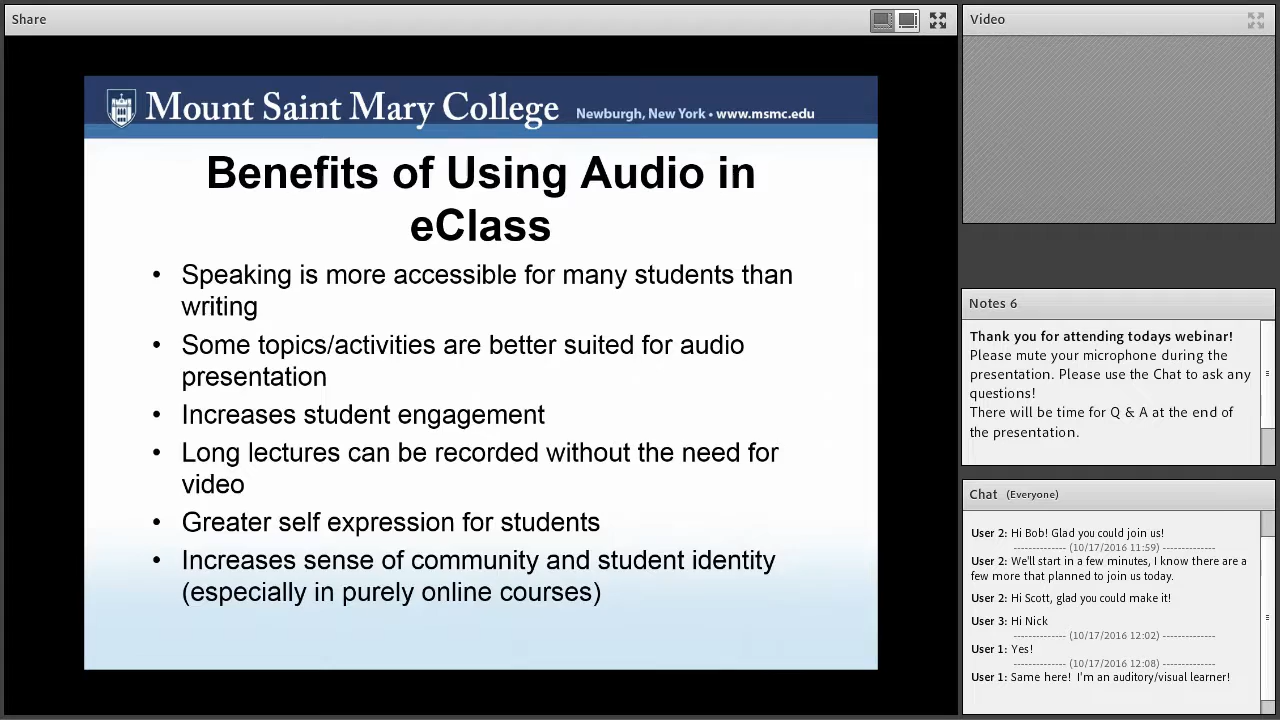 Share
Mount Saint Mary College Newburgh, New York • www.msmc.edu
Benefits of Using Audio in
eClass
• Speaking is more accessible for many students than
writing
• Some topics/activities are better suited for audio
presentation
• Increases student engagement
• Long lectures can be recorded without the need for
video
• Greater self expression for students
• Increases sense of community and student identity
(especially in purely online courses)
Video
Notes 6
Thank you for attending todays webinar!
Please mute your microphone during the
presentation. Please use the Chat to ask any
questions!
There will be time for Q & A at the end of
the presentation.
Chat (Everyone)
User 2: Hi Bob! Glad you could join us!
-------------- (10/17/2016 11:59) --------------
User 2: We'll start in a few minutes, I know there are a
few more that planned to join us today.
User 2: Hi Scott, glad you could make it!
User 3: Hi Nick
-------------- (10/17/2016 12:02) --------------
User 1: Yes!
-------------- (10/17/2016 12:08) --------------
User 1: Same here! I'm an auditory/visual learner!